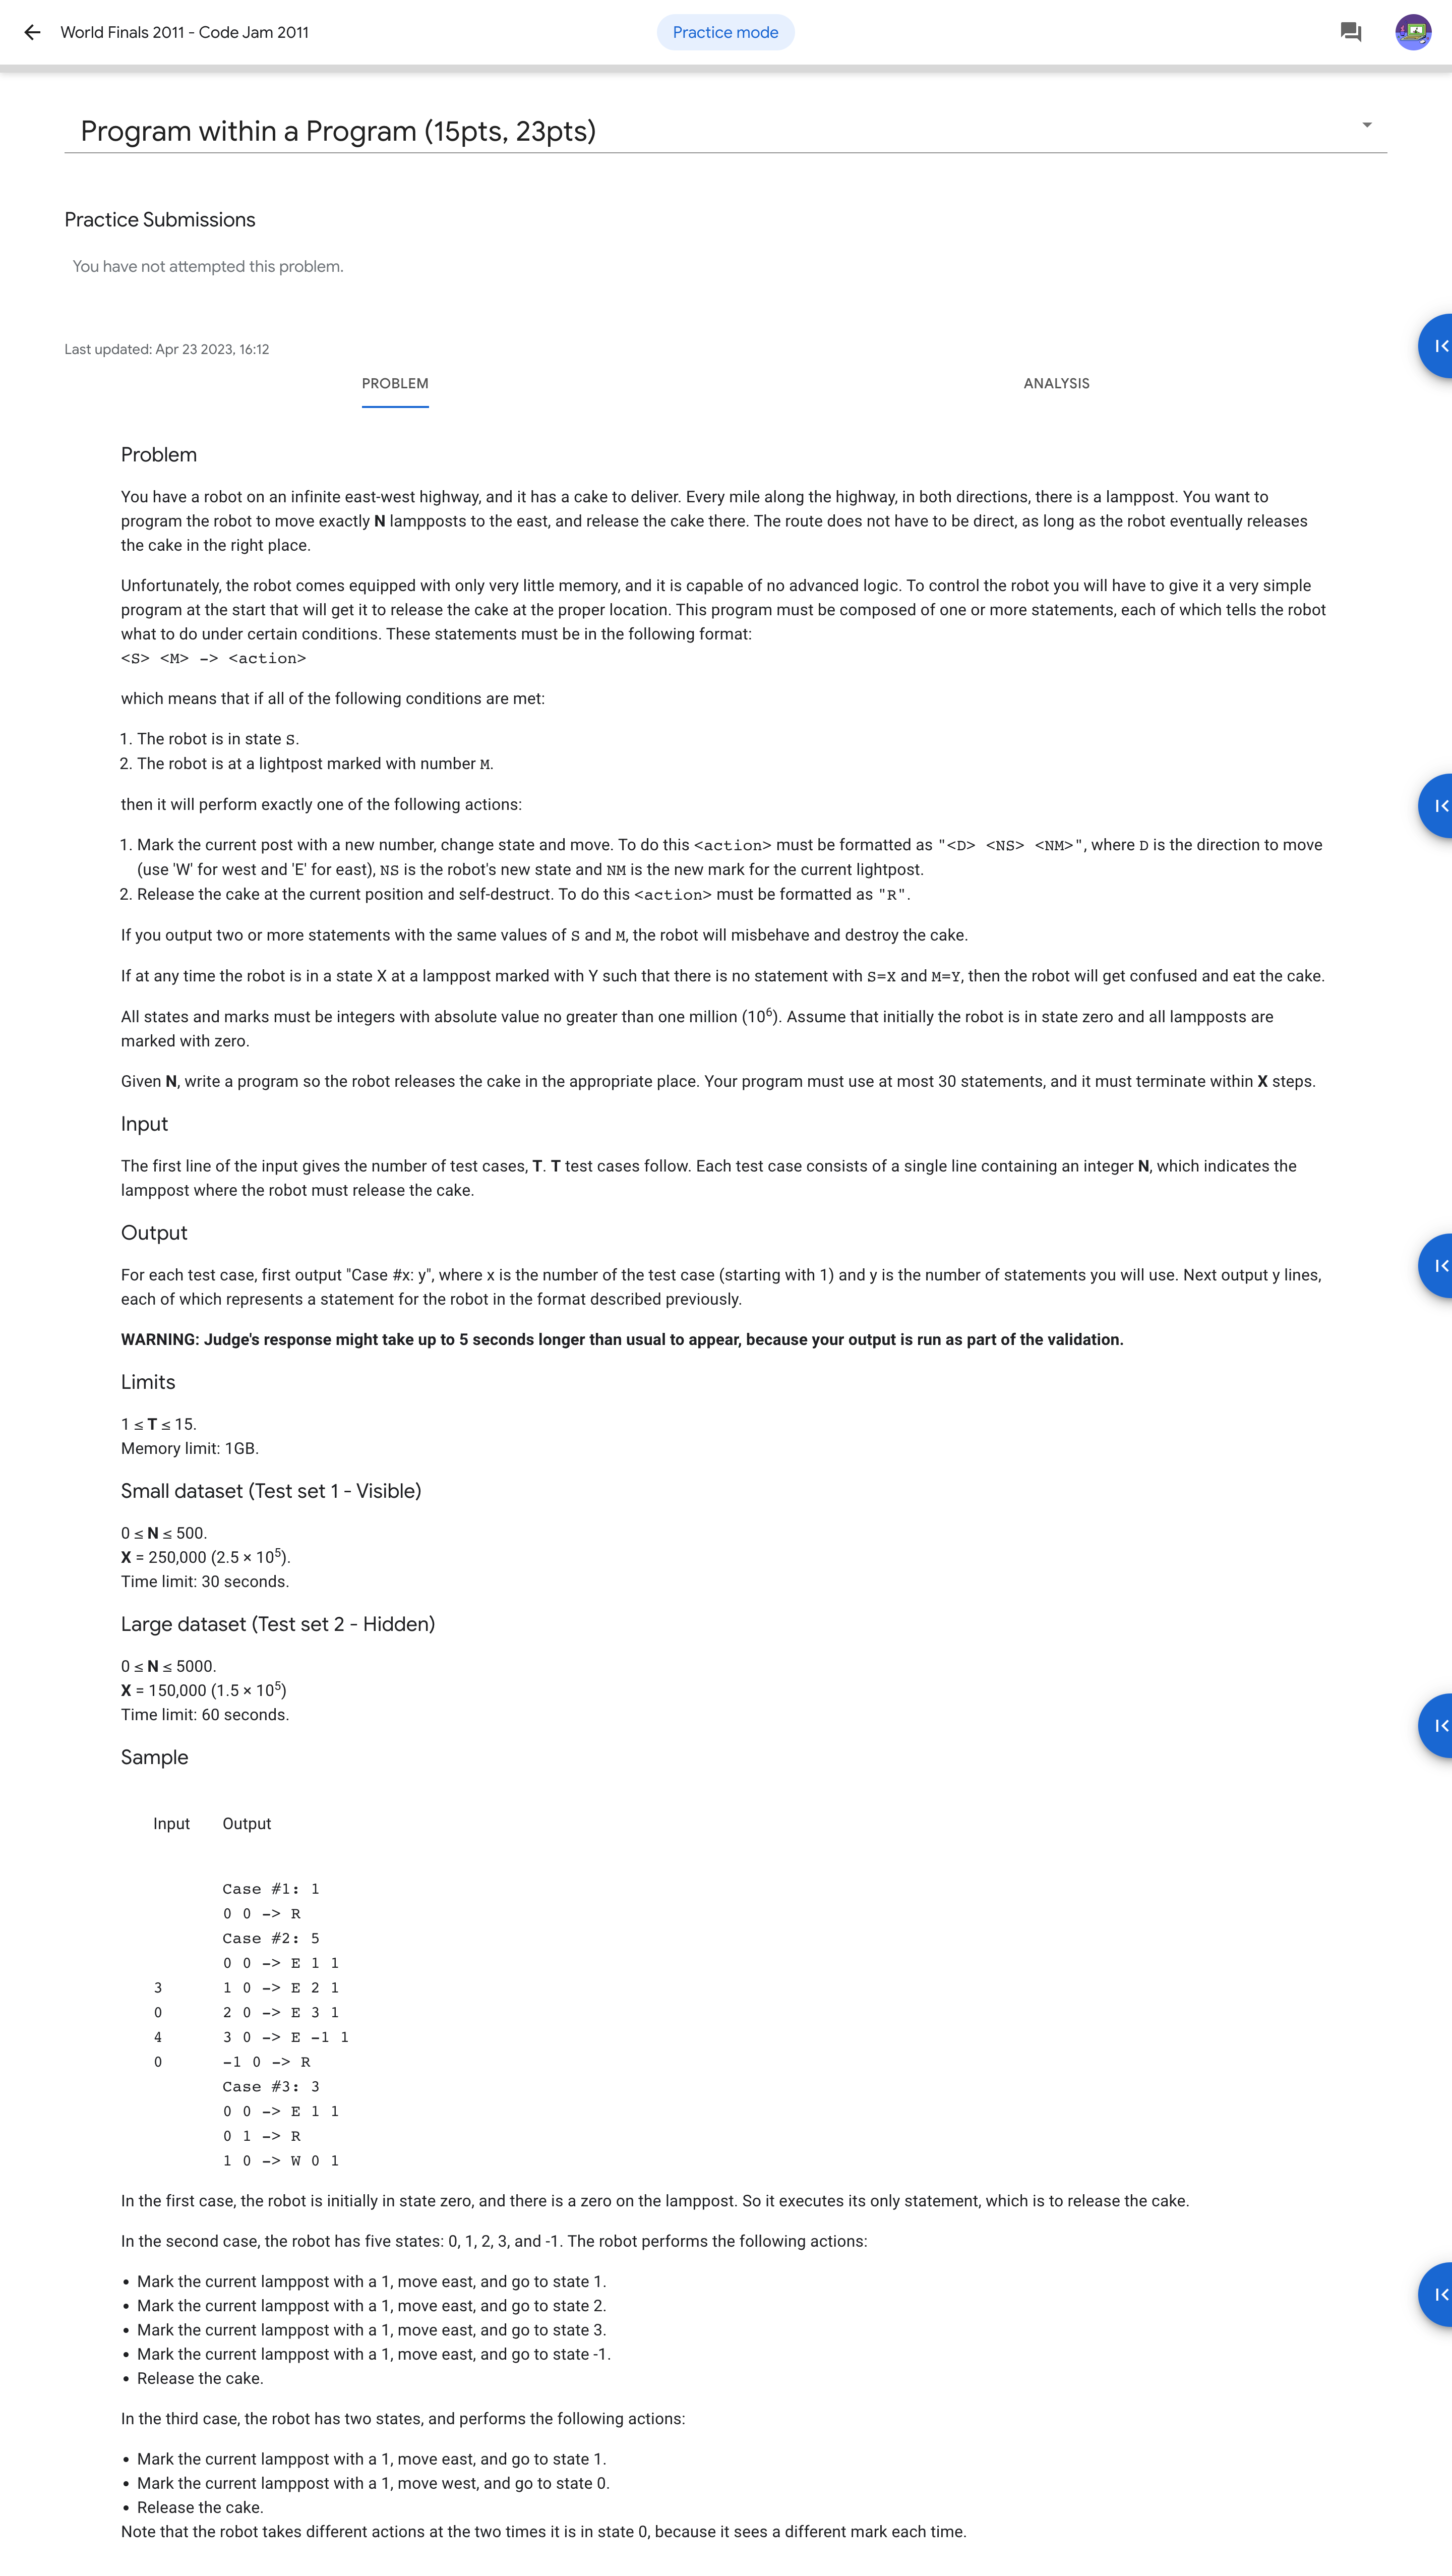 World Finals 2011 - Code Jam 2011
Practice mode
Program within a Program (15pts, 23pts)
Practice Submissions
You have not attempted this problem.
Last updated: Apr 23 2023, 16:12
PROBLEM
ANALYSIS
Problem
You have a robot on an infinite east-west highway, and it has a cake to deliver. Every mile along the highway, in both directions, there is a lamppost. You want to
program the robot to move exactly N lampposts to the east, and release the cake there. The route does not have to be direct, as long as the robot eventually releases
the cake in the right place.
Unfortunately, the robot comes equipped with only very little memory, and it is capable of no advanced logic. To control the robot you will have to give it a very simple
program at the start that will get it to release the cake at the proper location. This program must be composed of one or more statements, each of which tells the robot
what to do under certain conditions. These statements must be in the following format:
<S> <M> -> <action>
which means that if all of the following conditions are met:
1. The robot is in state S.
2. The robot is at a lightpost marked with number M.
then it will perform exactly one of the following actions:
1. Mark the current post with a new number, change state and move. To do this <action> must be formatted as "<D> <NS> <NM>", where D is the direction to move
(use 'W' for west and 'E' for east), NS is the robot's new state and NM is the new mark for the current lightpost.
2. Release the cake at the current position and self-destruct. To do this <action> must be formatted as "R".
If you output two or more statements with the same values of S and M, the robot will misbehave and destroy the cake.
If at any time the robot is in a state X at a lamppost marked with Y such that there is no statement with S=X and M=Y, then the robot will get confused and eat the cake.
All states and marks must be integers with absolute value no greater than one million (10^6). Assume that initially the robot is in state zero and all lampposts are
marked with zero.
Given N, write a program so the robot releases the cake in the appropriate place. Your program must use at most 30 statements, and it must terminate within X steps.
Input
The first line of the input gives the number of test cases, T. T test cases follow. Each test case consists of a single line containing an integer N, which indicates the
lamppost where the robot must release the cake.
Output
For each test case, first output "Case #x: y", where x is the number of the test case (starting with 1) and y is the number of statements you will use. Next output y lines,
each of which represents a statement for the robot in the format described previously.
WARNING: Judge's response might take up to 5 seconds longer than usual to appear, because your output is run as part of the validation.
Limits
1 ≤ T ≤ 15.
Memory limit: 1GB.
Small dataset (Test set 1 - Visible)
0 ≤ N ≤ 500.
X = 250,000 (2.5 × 10^5).
Time limit: 30 seconds.
Large dataset (Test set 2 - Hidden)
0 ≤ N ≤ 5000.
X = 150,000 (1.5 × 10^5)
Time limit: 60 seconds.
Sample
Input Output
Case #1: 1
0 0 -> R
Case #2: 5
0 0 -> E 1 1
3 1 0 -> E 2 1
0 2 0 -> E 3 1
4 3 0 -> E -1 1
0 -1 0 -> R
Case #3: 3
0 0 -> E 1 1
0 1 -> R
1 0 -> W 0 1
In the first case, the robot is initially in state zero, and there is a zero on the lamppost. So it executes its only statement, which is to release the cake.
In the second case, the robot has five states: 0, 1, 2, 3, and -1. The robot performs the following actions:
• Mark the current lamppost with a 1, move east, and go to state 1.
• Mark the current lamppost with a 1, move east, and go to state 2.
• Mark the current lamppost with a 1, move east, and go to state 3.
• Mark the current lamppost with a 1, move east, and go to state -1.
• Release the cake.
In the third case, the robot has two states, and performs the following actions:
• Mark the current lamppost with a 1, move east, and go to state 1.
• Mark the current lamppost with a 1, move west, and go to state 0.
• Release the cake.
Note that the robot takes different actions at the two times it is in state 0, because it sees a different mark each time.